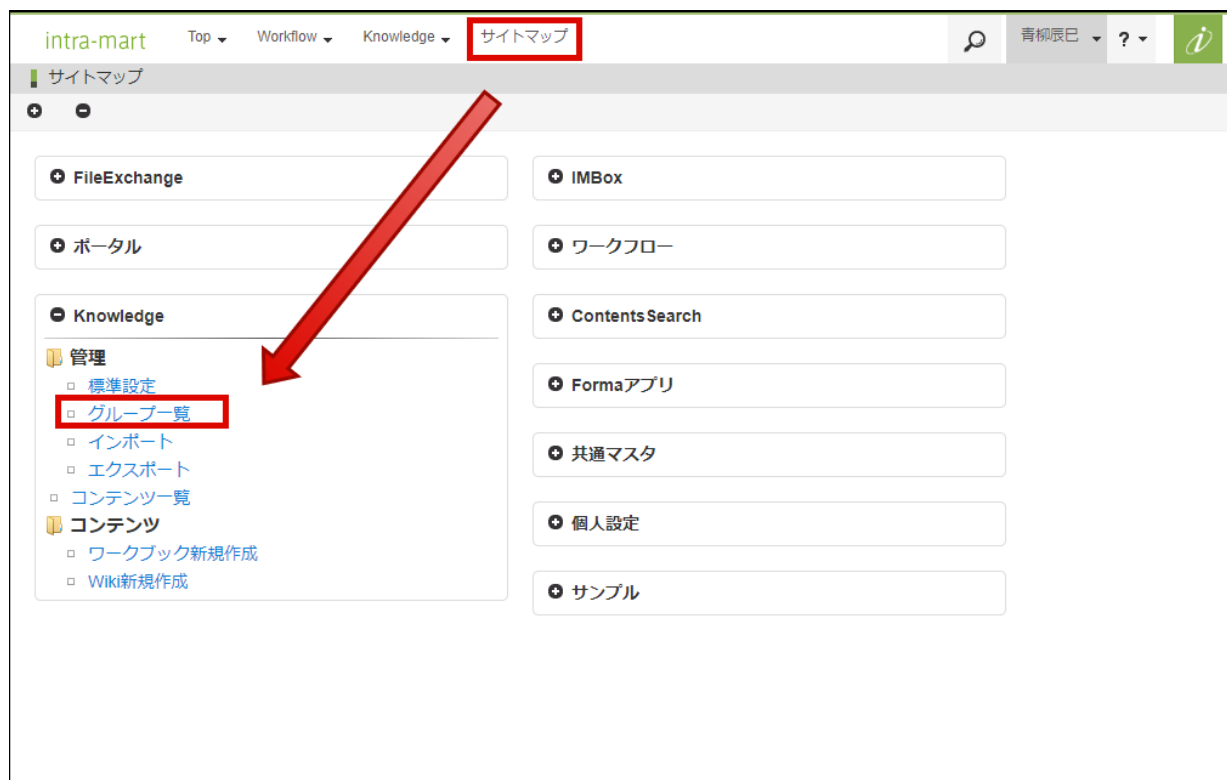 intra-mart Top Workflow Knowledge サイトマップ 青柳辰巳 ?
サイトマップ
FileExchange
IMBox
ポータル
ワークフロー
Knowledge
ContentsSearch
管理
標準設定
グループ一覧
インポート
エクスポート
コンテンツ一覧
コンテンツ
ワークブック新規作成
Wiki新規作成
Formaアプリ
共通マスタ
個人設定
サンプル